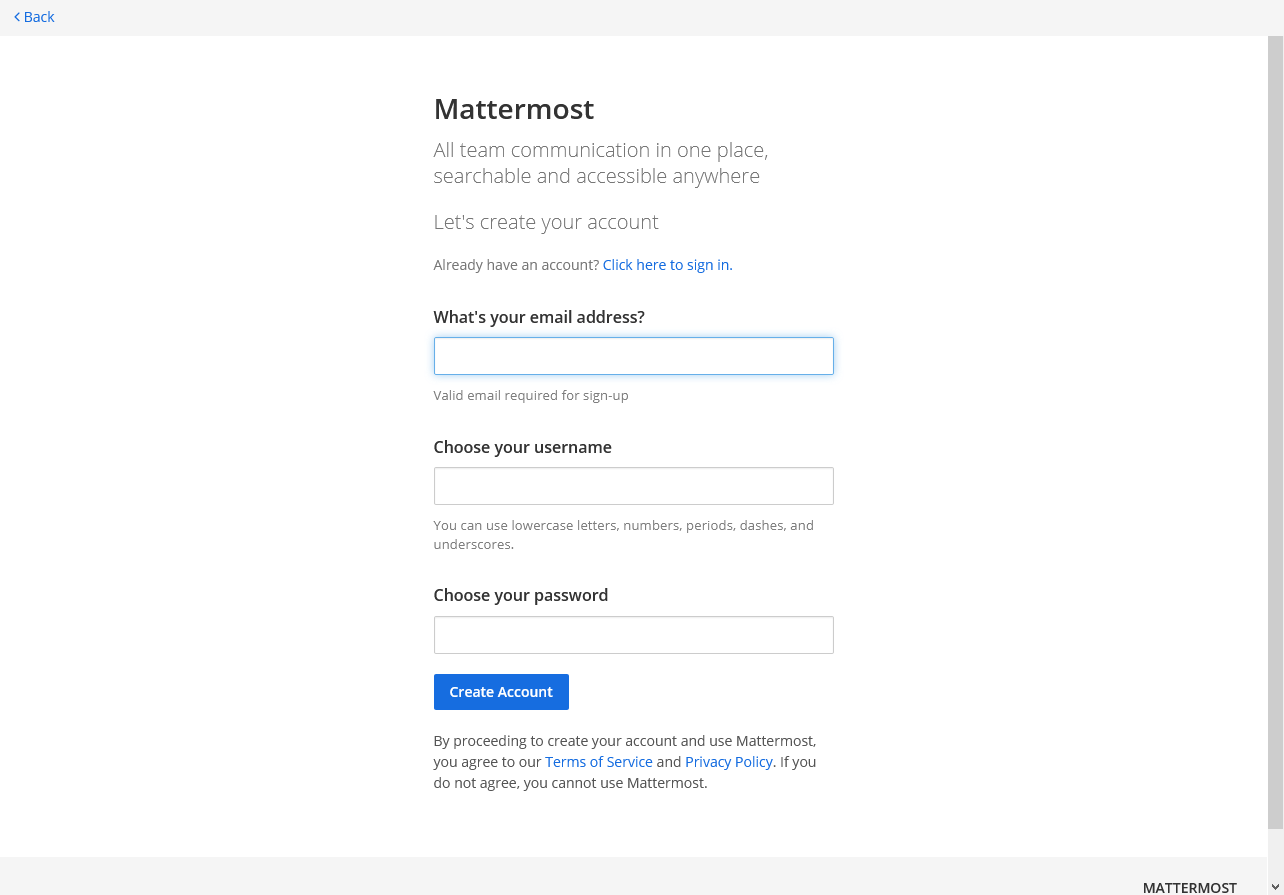 Back
Mattermost
All team communication in one place,
searchable and accessible anywhere
Let's create your account
Already have an account? Click here to sign in.
What's your email address?
Valid email required for sign-up
Choose your username
You can use lowercase letters, numbers, periods, dashes, and
underscores.
Choose your password
Create Account
By proceeding to create your account and use Mattermost,
you agree to our Terms of Service and Privacy Policy. If you
do not agree, you cannot use Mattermost.
MATTERMOST